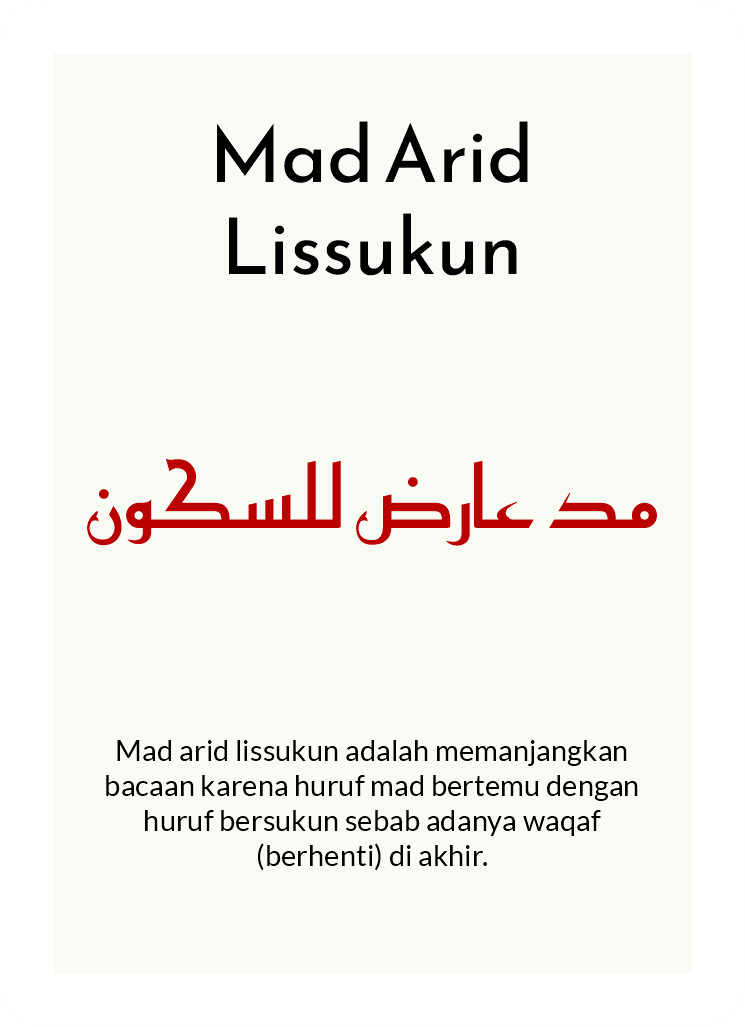 Mad Arid
Lissukun
مد عارض للسكون
Mad arid lissukun adalah memanjangkan
bacaan karena huruf mad bertemu dengan
huruf bersukun sebab adanya waqaf
(berhenti) di akhir.